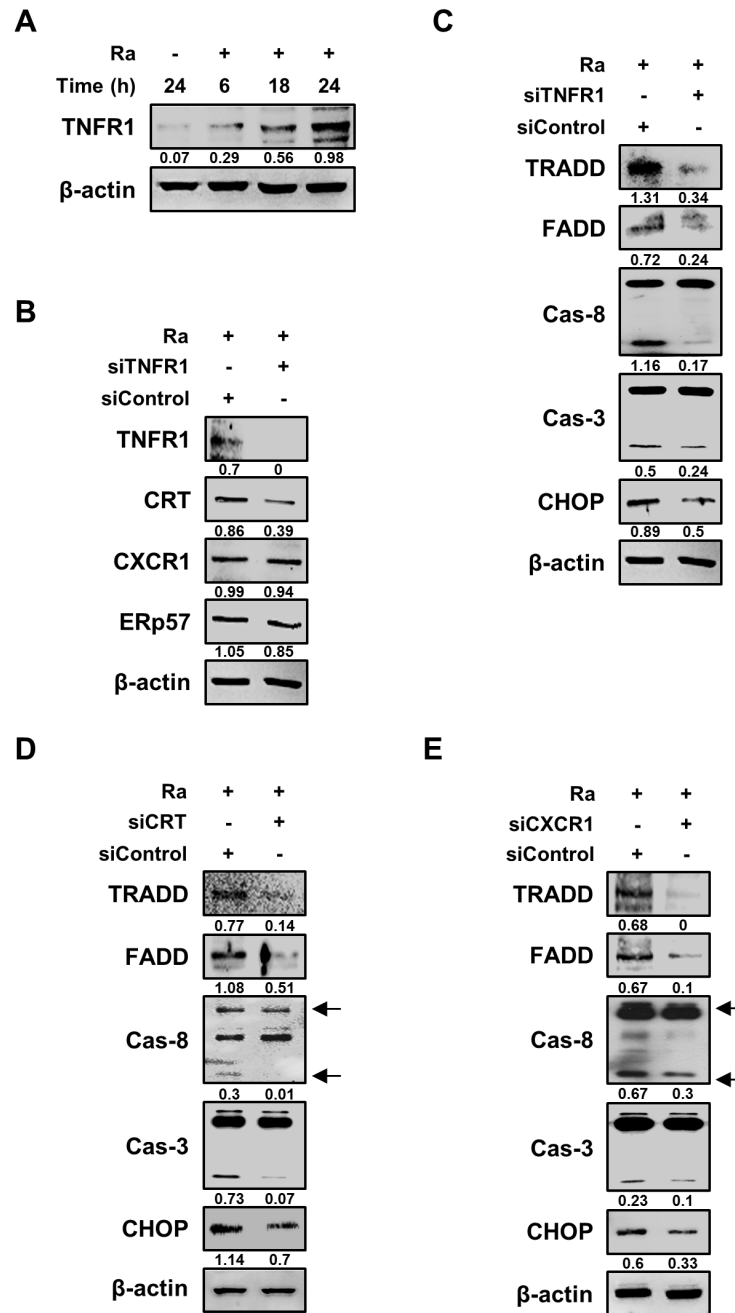 A
Ra - + + +
Time (h) 24 6 18 24
TNFR1
0.07 0.29 0.56 0.98
β-actin
B
Ra + +
siTNFR1 - +
siControl + -
TNFR1
0.7 0
CRT
0.86 0.39
CXCR1
0.99 0.94
ERp57
1.05 0.85
β-actin
C
Ra + +
siTNFR1 - +
siControl + -
TRADD
1.31 0.34
FADD
0.72 0.24
Cas-8
1.16 0.17
Cas-3
0.5 0.24
CHOP
0.89 0.5
β-actin
D
Ra + +
siCRT - +
siControl + -
TRADD
0.77 0.14
FADD
1.08 0.51
Cas-8
0.3 0.01
Cas-3
0.73 0.07
CHOP
1.14 0.7
β-actin
E
Ra + +
siCXCR1 - +
siControl + -
TRADD
0.68 0
FADD
0.67 0.1
Cas-8
0.67 0.3
Cas-3
0.23 0.1
CHOP
0.6 0.33
β-actin